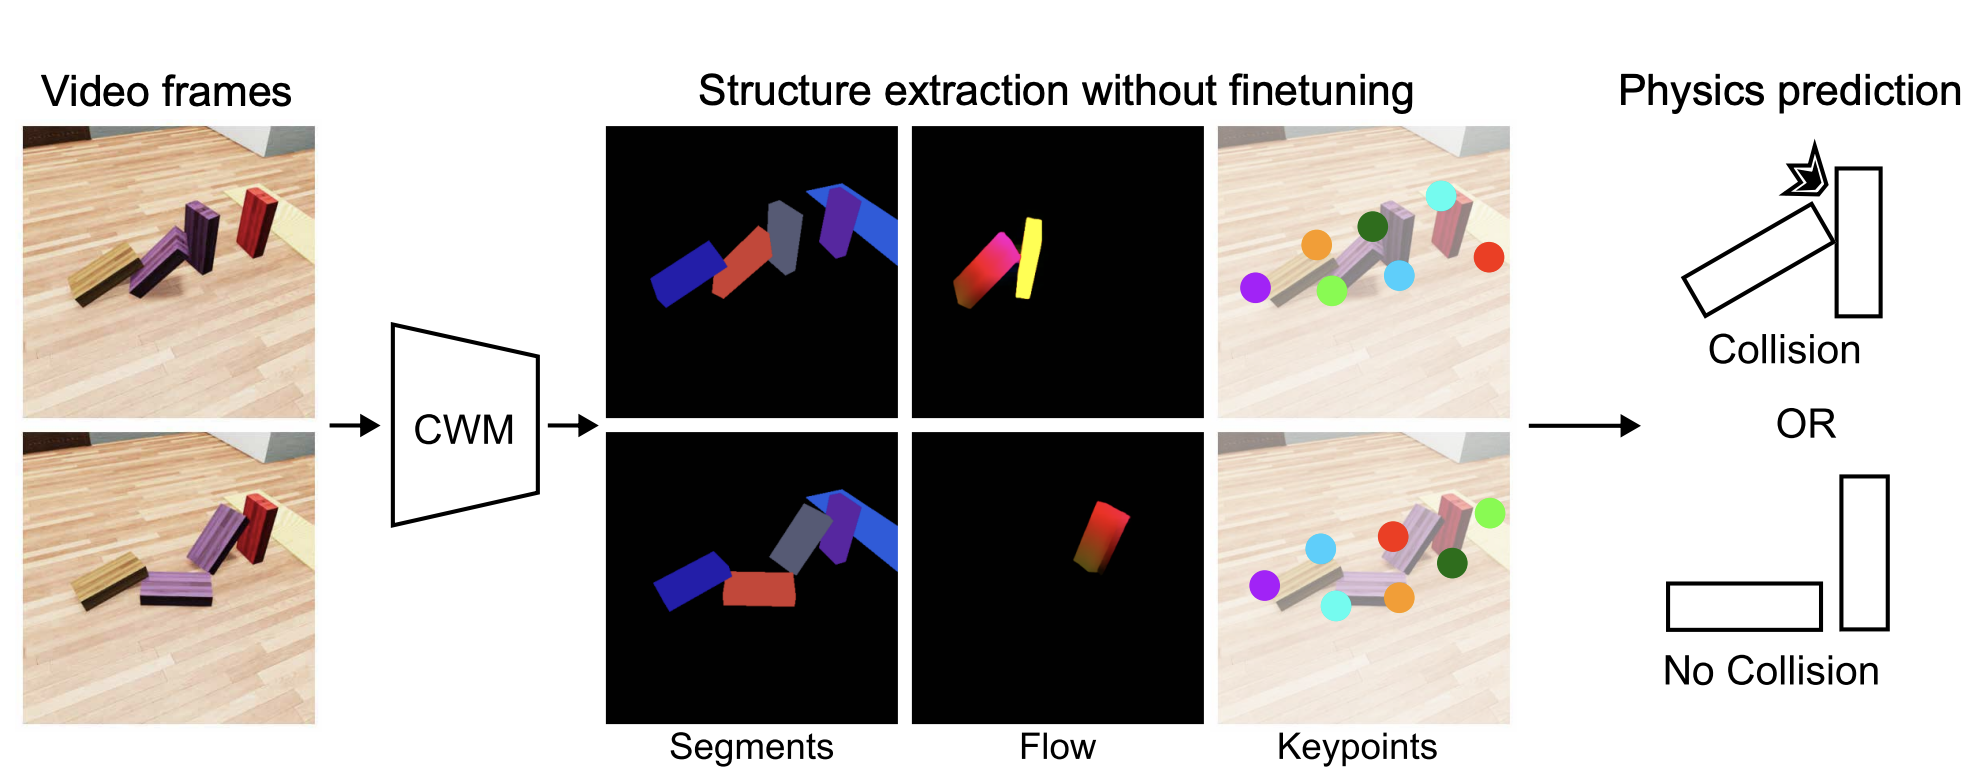 Video frames
Structure extraction without finetuning
Physics prediction
CWM
Collision
OR
No Collision
Segments
Flow
Keypoints